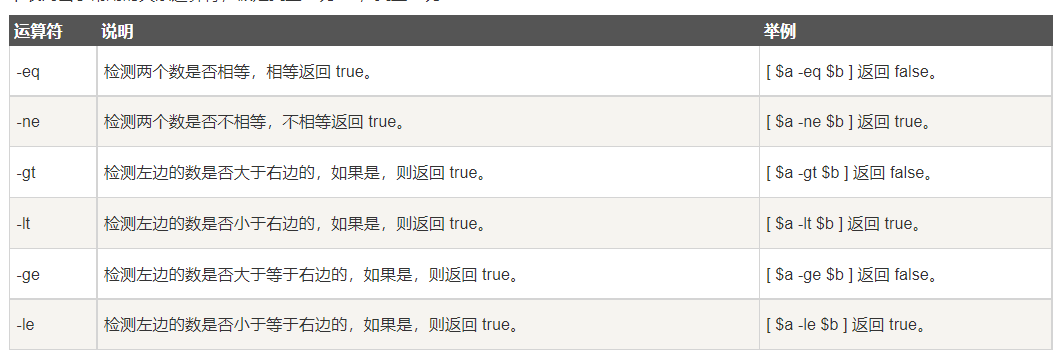 运算符 说明 举例
-eq 检测两个数是否相等，相等返回 true。 [ $a -eq $b ] 返回 false。
-ne 检测两个数是否不相等，不相等返回 true。 [ $a -ne $b ] 返回 true。
-gt 检测左边的数是否大于右边的，如果是，则返回 true。 [ $a -gt $b ] 返回 false。
-lt 检测左边的数是否小于右边的，如果是，则返回 true。 [ $a -lt $b ] 返回 true。
-ge 检测左边的数是否大于等于右边的，如果是，则返回 true。 [ $a -ge $b ] 返回 false。
-le 检测左边的数是否小于等于右边的，如果是，则返回 true。 [ $a -le $b ] 返回 true。